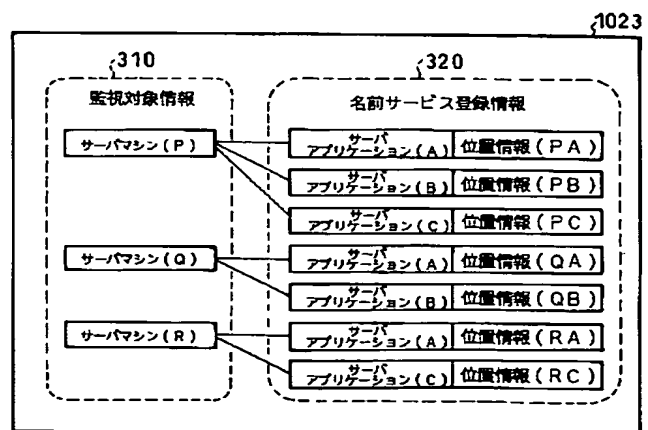 1023
310
320
監視対象情報
名前サービス登録情報
サーバマシン(P)
サーバ
アプリケーション(A)
位置情報(PA)
サーバ
アプリケーション(B)
位置情報(PB)
サーバ
アプリケーション(C)
位置情報(PC)
サーバマシン(Q)
サーバ
アプリケーション(A)
位置情報(QA)
サーバ
アプリケーション(B)
位置情報(QB)
サーバマシン(R)
サーバ
アプリケーション(A)
位置情報(RA)
サーバ
アプリケーション(C)
位置情報(RC)